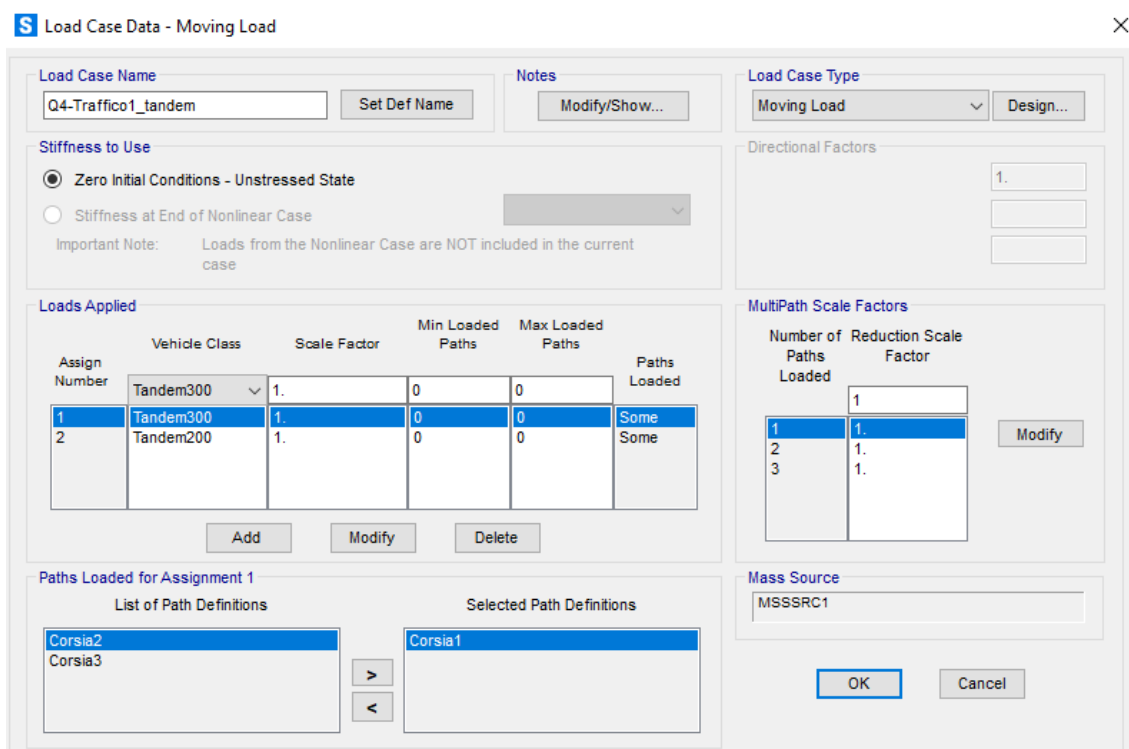 S Load Case Data - Moving Load
Load Case Name
Q4-Traffico1_tandem
Set Def Name
Notes
Modify/Show...
Load Case Type
Moving Load
Design...
Stiffness to Use
Zero Initial Conditions - Unstressed State
Stiffness at End of Nonlinear Case
Important Note: Loads from the Nonlinear Case are NOT included in the current
case
Directional Factors
1.
Loads Applied
Assign
Number
Vehicle Class
Scale Factor
Min Loaded
Paths
Max Loaded
Paths
Paths
Loaded
Tandem300 1. 0 0
1 Tandem300 1. 0 0 Some
2 Tandem200 1. 0 0 Some
Add
Modify
Delete
MultiPath Scale Factors
Number of
Paths
Loaded
Reduction Scale
Factor
1
1 1.
2 1.
3 1.
Modify
Paths Loaded for Assignment 1
List of Path Definitions
Corsia2
Corsia3
>
<
Selected Path Definitions
Corsia1
Mass Source
MSSSRC1
OK
Cancel